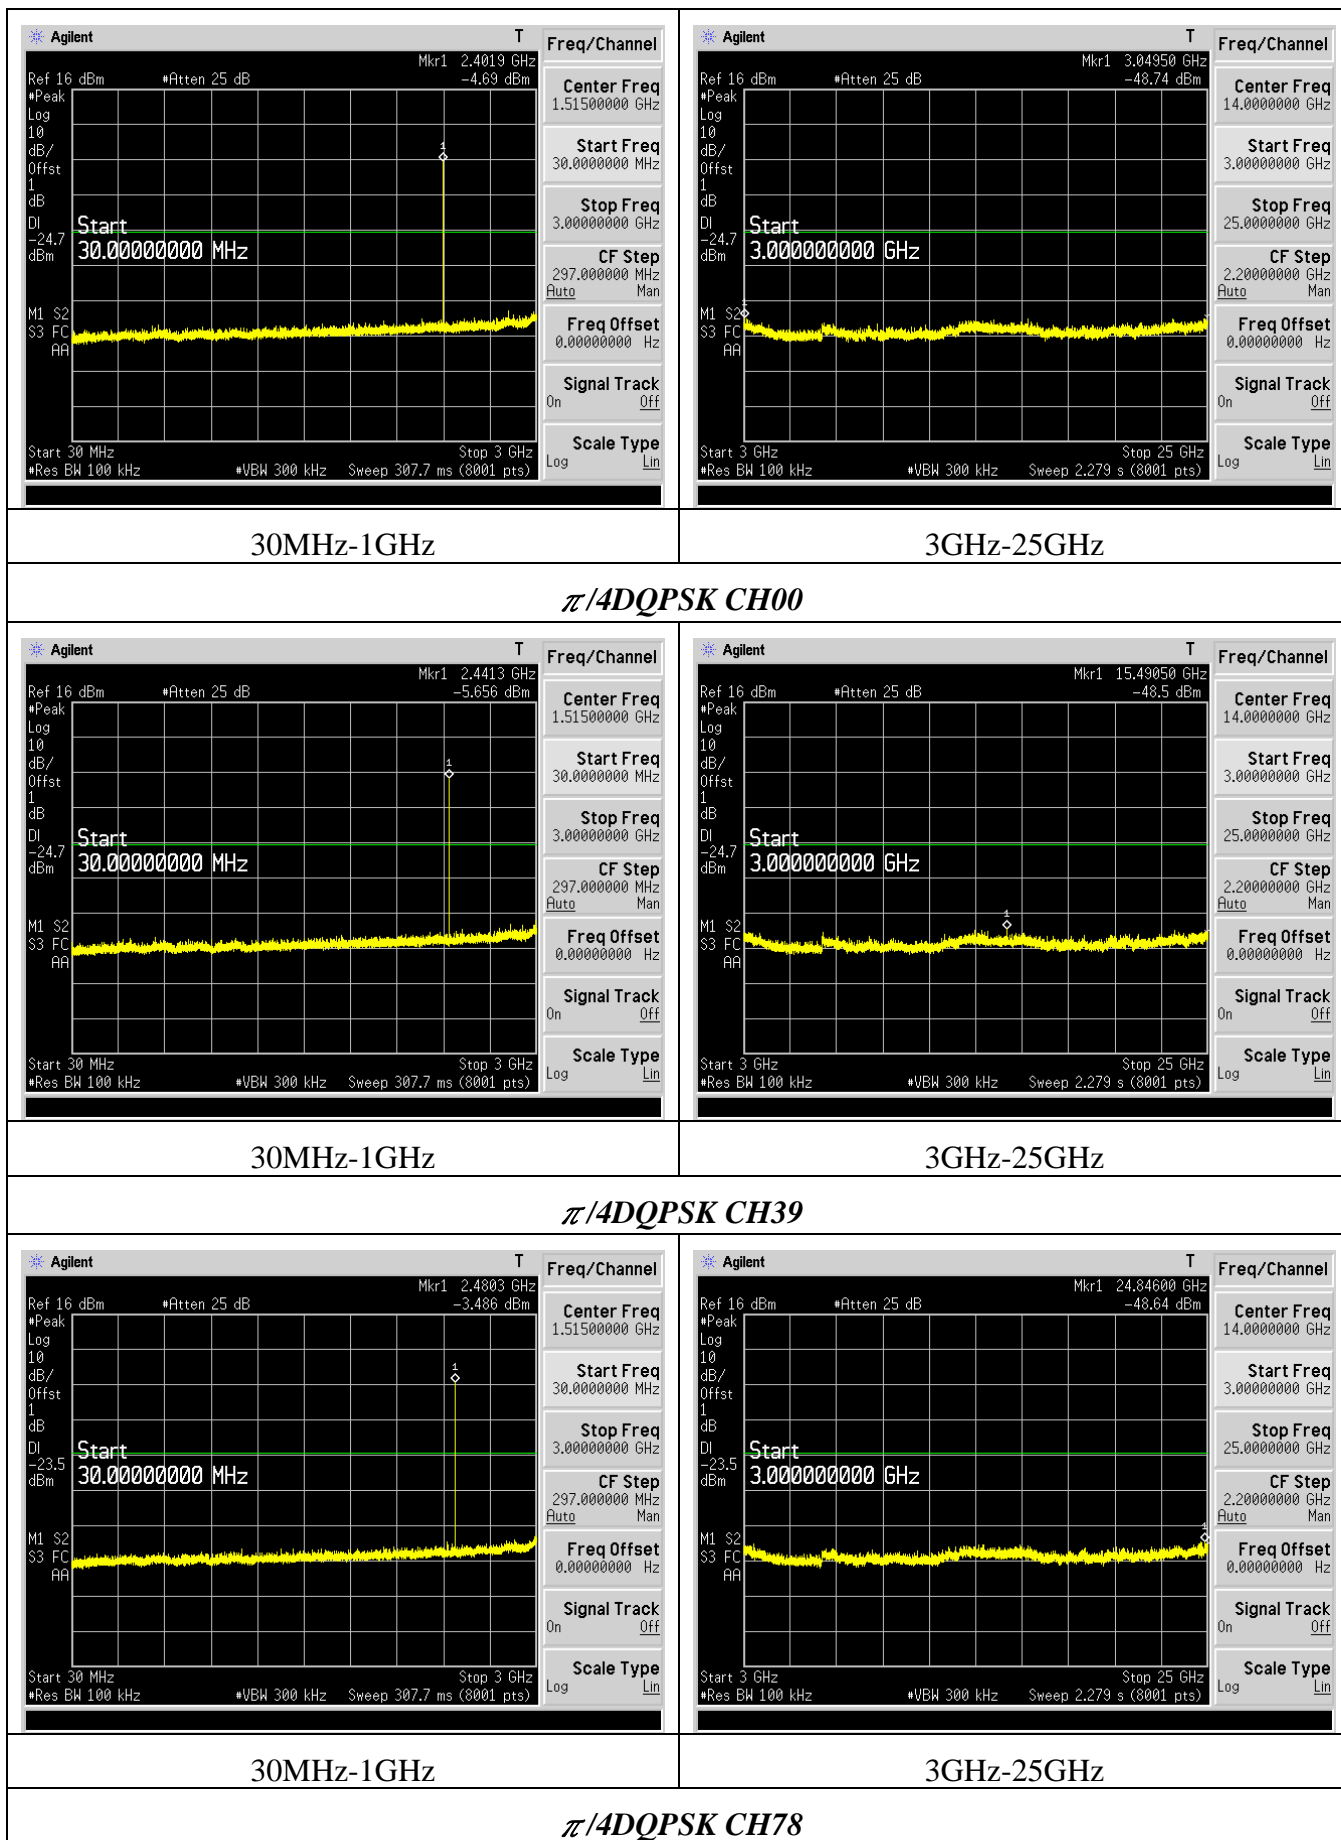 Agilent T Freq/Channel
Mkr1 2.4019 GHz
Ref 16 dBm #Atten 25 dB -4.69 dBm
#Peak
Log
10
dB/
Offst
1
dB
DI
-24.7
dBm
Start
30.00000000 MHz
M1 S2
S3 FC
AA
1
Start 30 MHz Stop 3 GHz
#Res BW 100 kHz #VBW 300 kHz Sweep 307.7 ms (8001 pts)
Center Freq
1.51500000 GHz
Start Freq
30.0000000 MHz
Stop Freq
3.00000000 GHz
CF Step
297.000000 MHz
Auto Man
Freq Offset
0.00000000 Hz
Signal Track
On Off
Scale Type
Log Lin
Agilent T Freq/Channel
Mkr1 3.04950 GHz
Ref 16 dBm #Atten 25 dB -48.74 dBm
#Peak
Log
10
dB/
Offst
1
dB
DI
-24.7
dBm
Start
3.000000000 GHz
M1 S2
S3 FC
AA
Start 3 GHz Stop 25 GHz
#Res BW 100 kHz #VBW 300 kHz Sweep 2.279 s (8001 pts)
Center Freq
14.0000000 GHz
Start Freq
3.00000000 GHz
Stop Freq
25.0000000 GHz
CF Step
2.20000000 GHz
Auto Man
Freq Offset
0.00000000 Hz
Signal Track
On Off
Scale Type
Log Lin
30MHz-1GHz 3GHz-25GHz
π/4DQPSK CH00
Agilent T Freq/Channel
Mkr1 2.4413 GHz
Ref 16 dBm #Atten 25 dB -5.656 dBm
#Peak
Log
10
dB/
Offst
1
dB
DI
-24.7
dBm
Start
30.00000000 MHz
M1 S2
S3 FC
AA
1
Start 30 MHz Stop 3 GHz
#Res BW 100 kHz #VBW 300 kHz Sweep 307.7 ms (8001 pts)
Center Freq
1.51500000 GHz
Start Freq
30.0000000 MHz
Stop Freq
3.00000000 GHz
CF Step
297.000000 MHz
Auto Man
Freq Offset
0.00000000 Hz
Signal Track
On Off
Scale Type
Log Lin
Agilent T Freq/Channel
Mkr1 15.49050 GHz
Ref 16 dBm #Atten 25 dB -48.5 dBm
#Peak
Log
10
dB/
Offst
1
dB
DI
-24.7
dBm
Start
3.000000000 GHz
M1 S2
S3 FC
AA
1
Start 3 GHz Stop 25 GHz
#Res BW 100 kHz #VBW 300 kHz Sweep 2.279 s (8001 pts)
Center Freq
14.0000000 GHz
Start Freq
3.00000000 GHz
Stop Freq
25.0000000 GHz
CF Step
2.20000000 GHz
Auto Man
Freq Offset
0.00000000 Hz
Signal Track
On Off
Scale Type
Log Lin
30MHz-1GHz 3GHz-25GHz
π/4DQPSK CH39
Agilent T Freq/Channel
Mkr1 2.4803 GHz
Ref 16 dBm #Atten 25 dB -3.486 dBm
#Peak
Log
10
dB/
Offst
1
dB
DI
-23.5
dBm
Start
30.00000000 MHz
M1 S2
S3 FC
AA
1
Start 30 MHz Stop 3 GHz
#Res BW 100 kHz #VBW 300 kHz Sweep 307.7 ms (8001 pts)
Center Freq
1.51500000 GHz
Start Freq
30.0000000 MHz
Stop Freq
3.00000000 GHz
CF Step
297.000000 MHz
Auto Man
Freq Offset
0.00000000 Hz
Signal Track
On Off
Scale Type
Log Lin
Agilent T Freq/Channel
Mkr1 24.84600 GHz
Ref 16 dBm #Atten 25 dB -48.64 dBm
#Peak
Log
10
dB/
Offst
1
dB
DI
-23.5
dBm
Start
3.000000000 GHz
M1 S2
S3 FC
AA
1
Start 3 GHz Stop 25 GHz
#Res BW 100 kHz #VBW 300 kHz Sweep 2.279 s (8001 pts)
Center Freq
14.0000000 GHz
Start Freq
3.00000000 GHz
Stop Freq
25.0000000 GHz
CF Step
2.20000000 GHz
Auto Man
Freq Offset
0.00000000 Hz
Signal Track
On Off
Scale Type
Log Lin
30MHz-1GHz 3GHz-25GHz
π/4DQPSK CH78